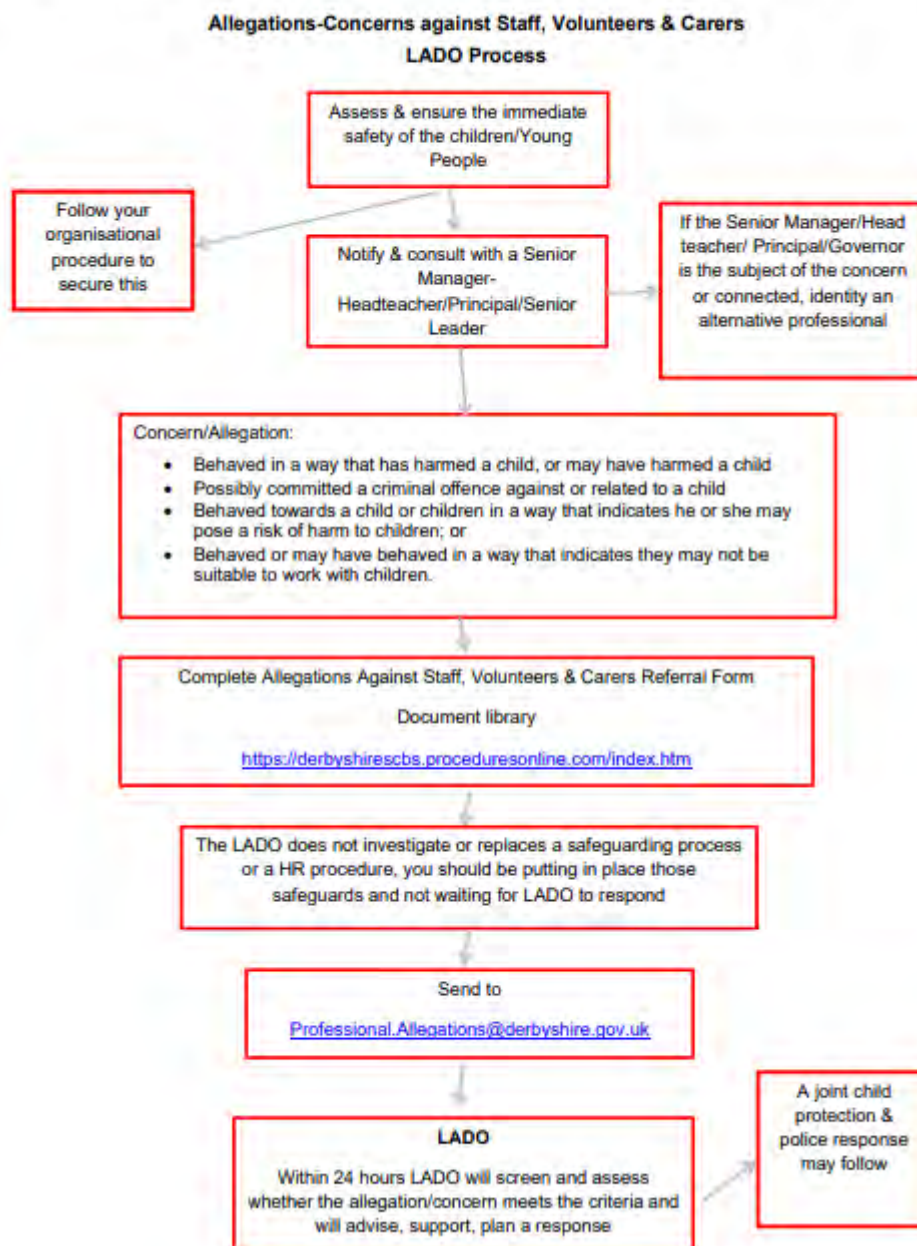 Allegations-Concerns against Staff, Volunteers & Carers
LADO Process
Assess & ensure the immediate
safety of the children/Young
People
Follow your
organisational
procedure to
secure this
Notify & consult with a Senior
Manager-
Headteacher/Principal/Senior
Leader
If the Senior Manager/Head
teacher/ Principal/Governor
is the subject of the concern
or connected, identity an
alternative professional
Concern/Allegation:
• Behaved in a way that has harmed a child, or may have harmed a child
• Possibly committed a criminal offence against or related to a child
• Behaved towards a child or children in a way that indicates he or she may
pose a risk of harm to children; or
• Behaved or may have behaved in a way that indicates they may not be
suitable to work with children.
Complete Allegations Against Staff, Volunteers & Carers Referral Form
Document library
https://derbyshirescbs.proceduresonline.com/index.htm
The LADO does not investigate or replaces a safeguarding process
or a HR procedure, you should be putting in place those
safeguards and not waiting for LADO to respond
Send to
Professional.Allegations@derbyshire.gov.uk
LADO
Within 24 hours LADO will screen and assess
whether the allegation/concern meets the criteria and
will advise, support, plan a response
A joint child
protection &
police response
may follow